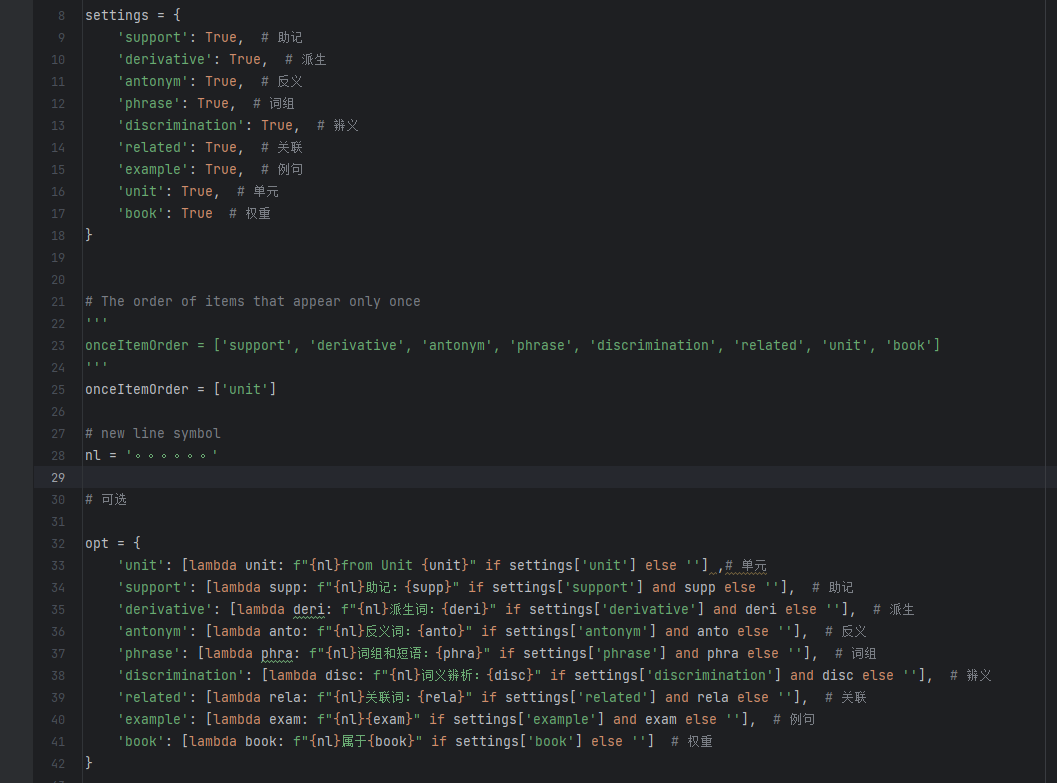 8 settings = {
9 'support': True,  # 助记
10 'derivative': True,  # 派生
11 'antonym': True,  # 反义
12 'phrase': True,  # 词组
13 'discrimination': True,  # 辨义
14 'related': True,  # 关联
15 'example': True,  # 例句
16 'unit': True,  # 单元
17 'book': True  # 权重
18 }
19
20
21 # The order of items that appear only once
22 '''
23 onceItemOrder = ['support', 'derivative', 'antonym', 'phrase', 'discrimination', 'related', 'unit', 'book']
24 '''
25 onceItemOrder = ['unit']
26
27 # new line symbol
28 nl = '。。。。。。'
29
30 # 可选
31
32 opt = {
33 'unit': [lambda unit: f"{nl}from Unit {unit}" if settings['unit'] else ''] ,# 单元
34 'support': [lambda supp: f"{nl}助记：{supp}" if settings['support'] and supp else ''],  # 助记
35 'derivative': [lambda deri: f"{nl}派生词：{deri}" if settings['derivative'] and deri else ''],  # 派生
36 'antonym': [lambda anto: f"{nl}反义词：{anto}" if settings['antonym'] and anto else ''],  # 反义
37 'phrase': [lambda phra: f"{nl}词组和短语：{phra}" if settings['phrase'] and phra else ''],  # 词组
38 'discrimination': [lambda disc: f"{nl}词义辨析：{disc}" if settings['discrimination'] and disc else ''],  # 辨义
39 'related': [lambda rela: f"{nl}关联词：{rela}" if settings['related'] and rela else ''],  # 关联
40 'example': [lambda exam: f"{nl}{exam}" if settings['example'] and exam else ''],  # 例句
41 'book': [lambda book: f"{nl}属于{book}" if settings['book'] else '']  # 权重
42 }